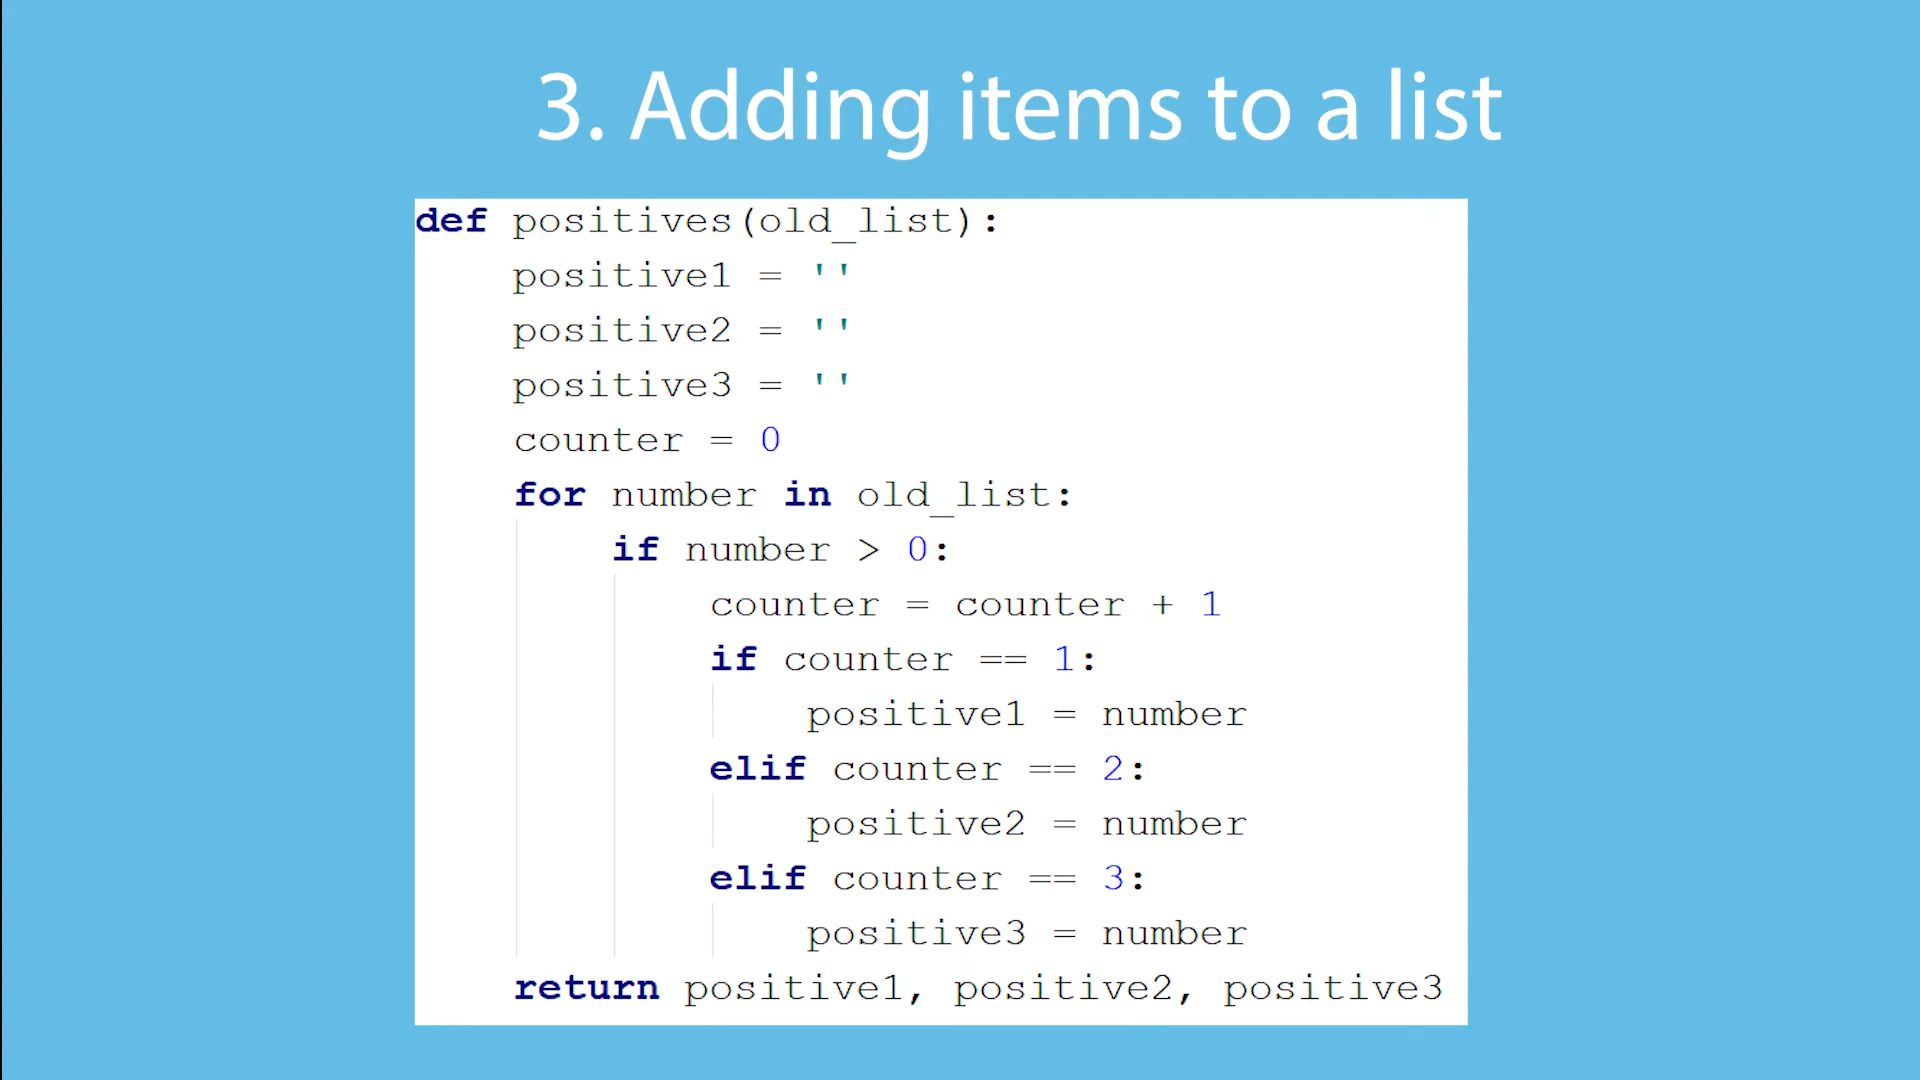 3. Adding items to a list
def positives(old_list):
    positive1 = ''
    positive2 = ''
    positive3 = ''
    counter = 0
    for number in old_list:
        if number > 0:
            counter = counter + 1
            if counter == 1:
                positive1 = number
            elif counter == 2:
                positive2 = number
            elif counter == 3:
                positive3 = number
    return positive1, positive2, positive3